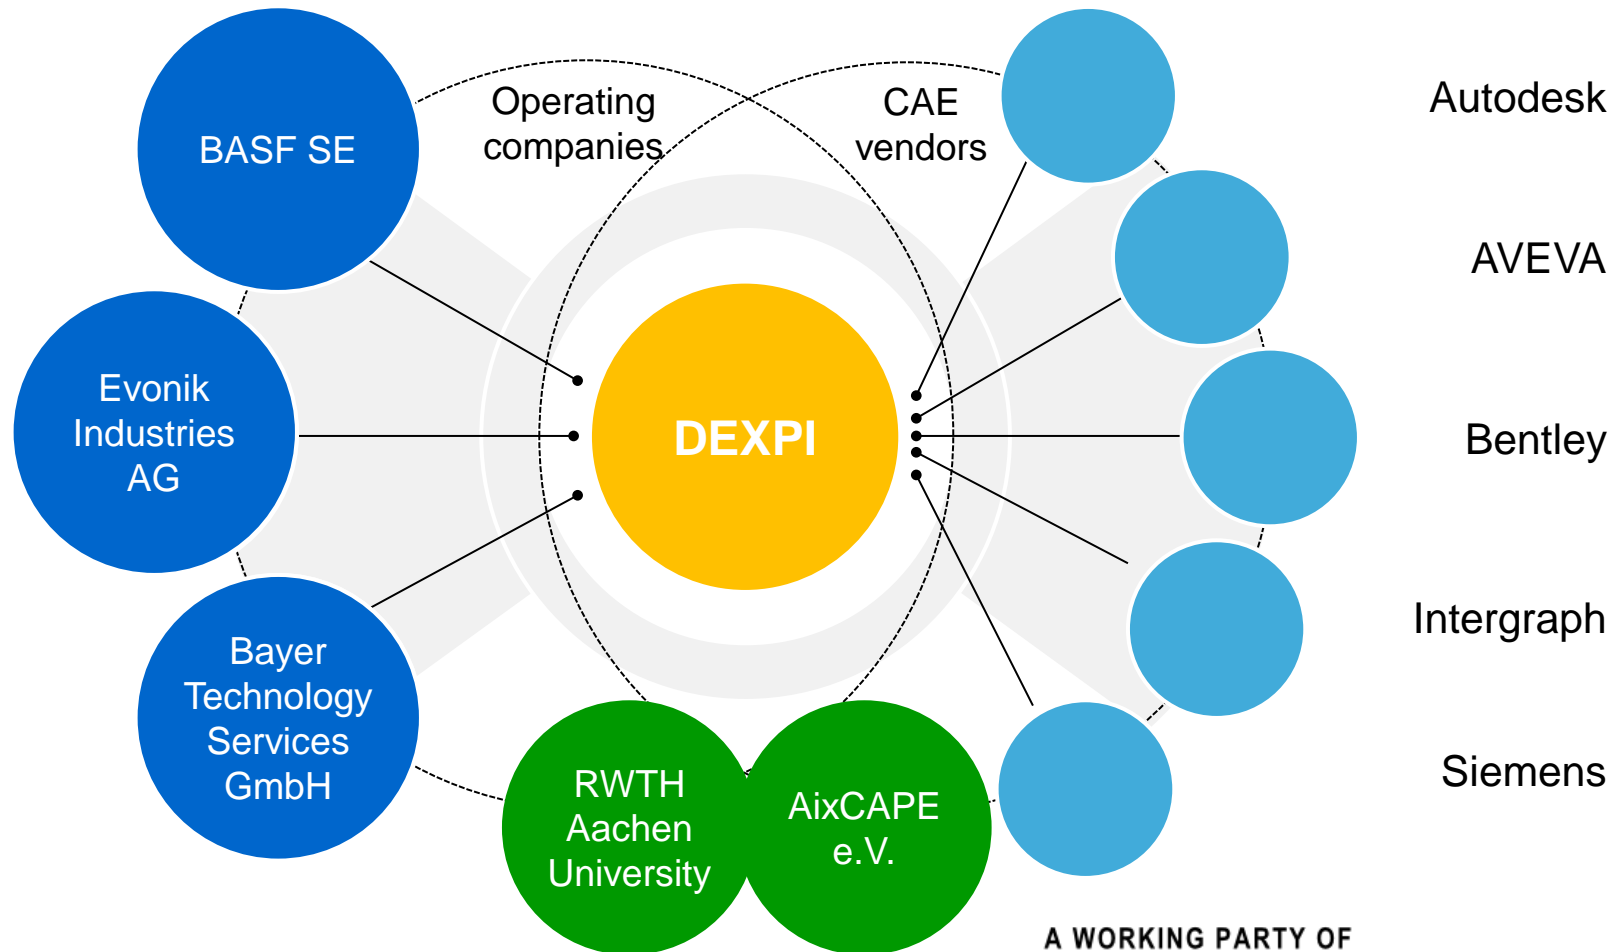 BASF SE
Operating
companies
CAE
vendors
Autodesk
AVEVA
Evonik
Industries
AG
DEXPI
Bentley
Bayer
Technology
Services
GmbH
Intergraph
RWTH
Aachen
University
AixCAPE
e.V.
Siemens
A WORKING PARTY OF